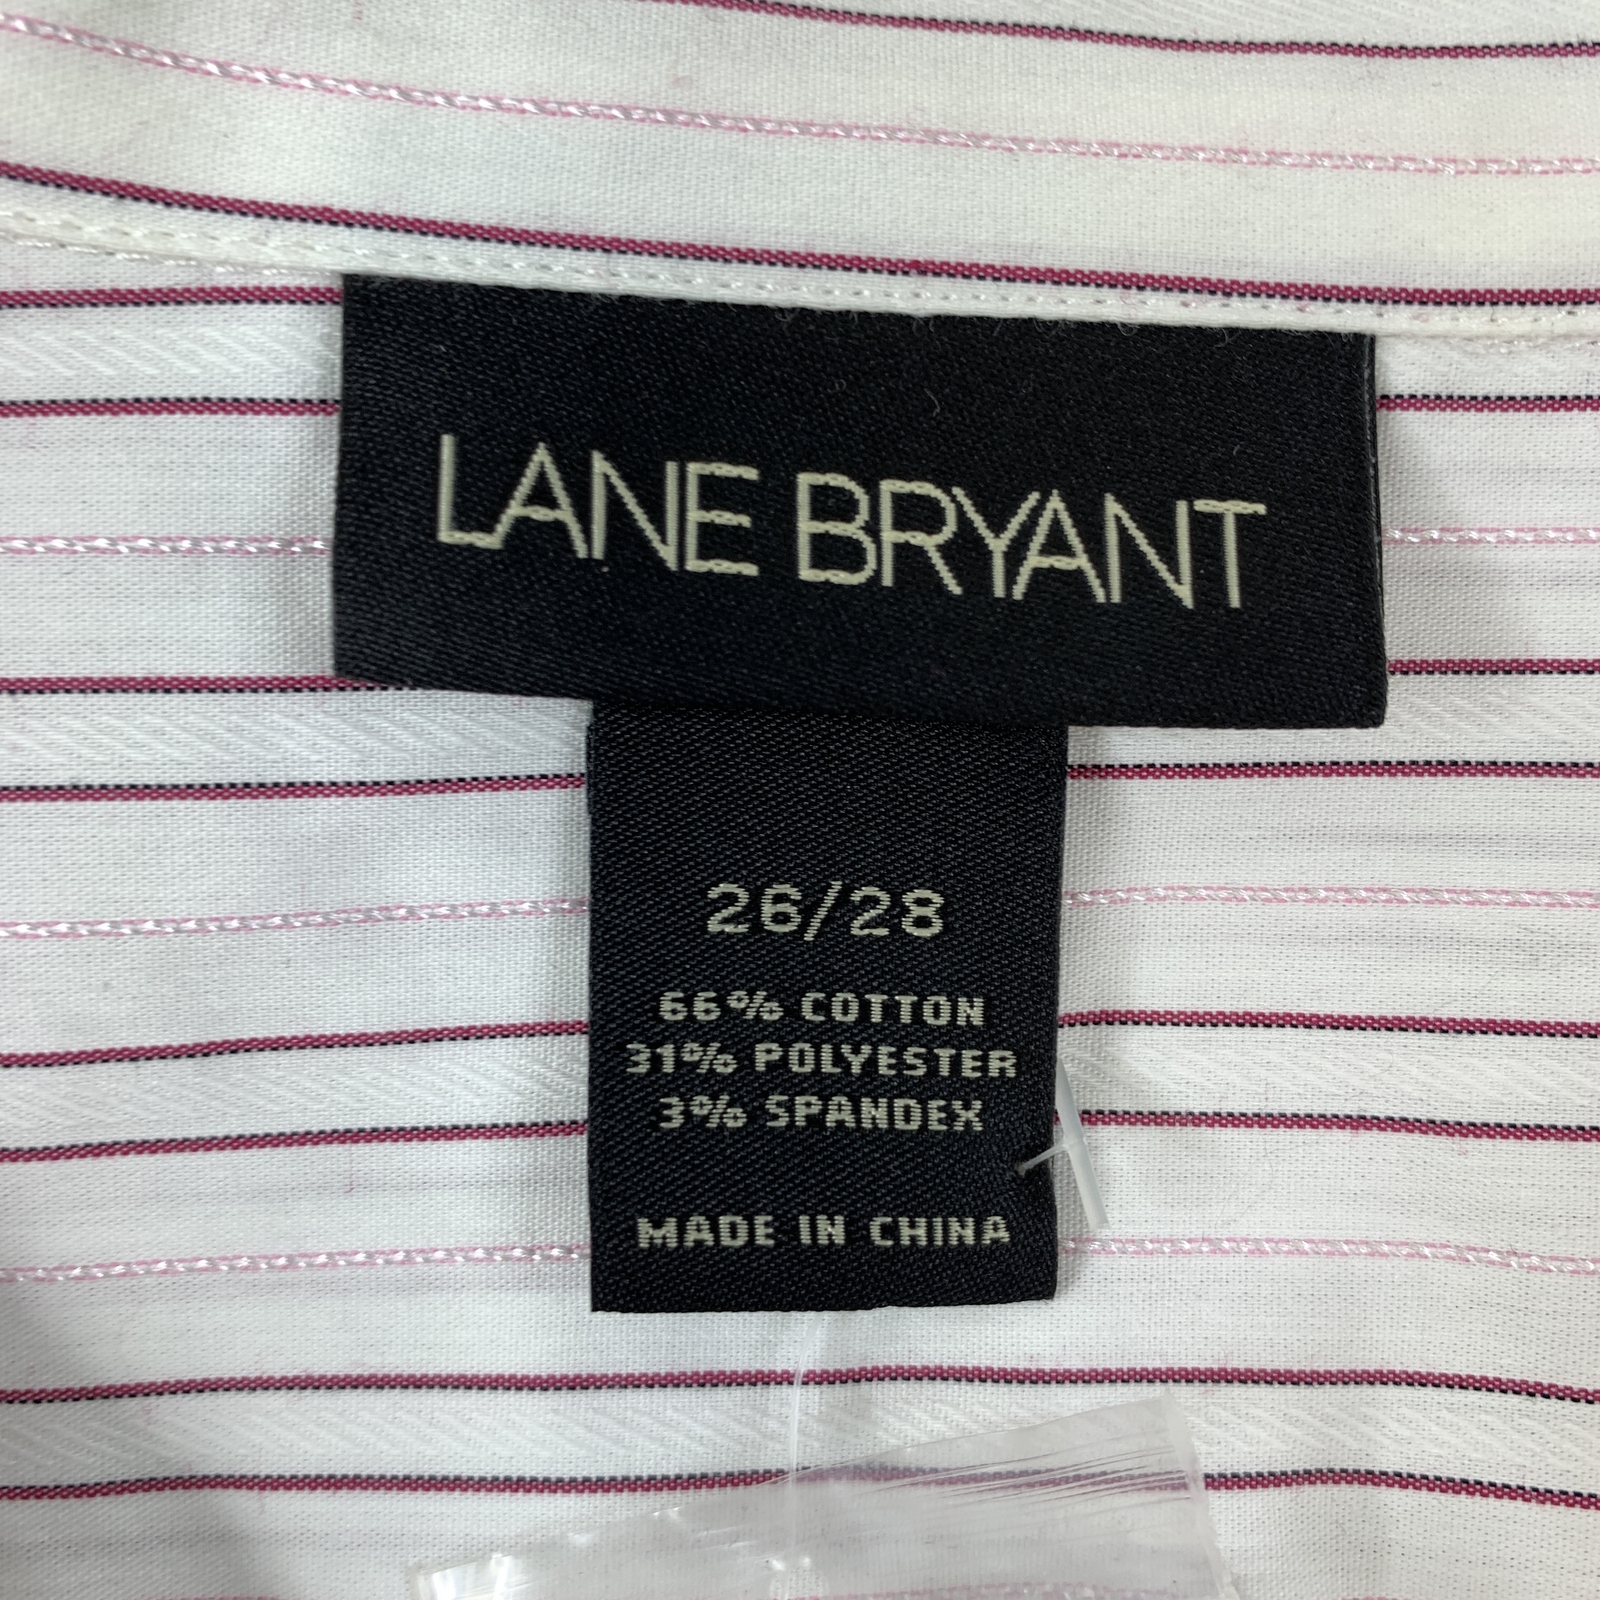 LANE BRYANT
26/28
66% COTTON
31% POLYESTER
3% SPANDEX
MADE IN CHINA